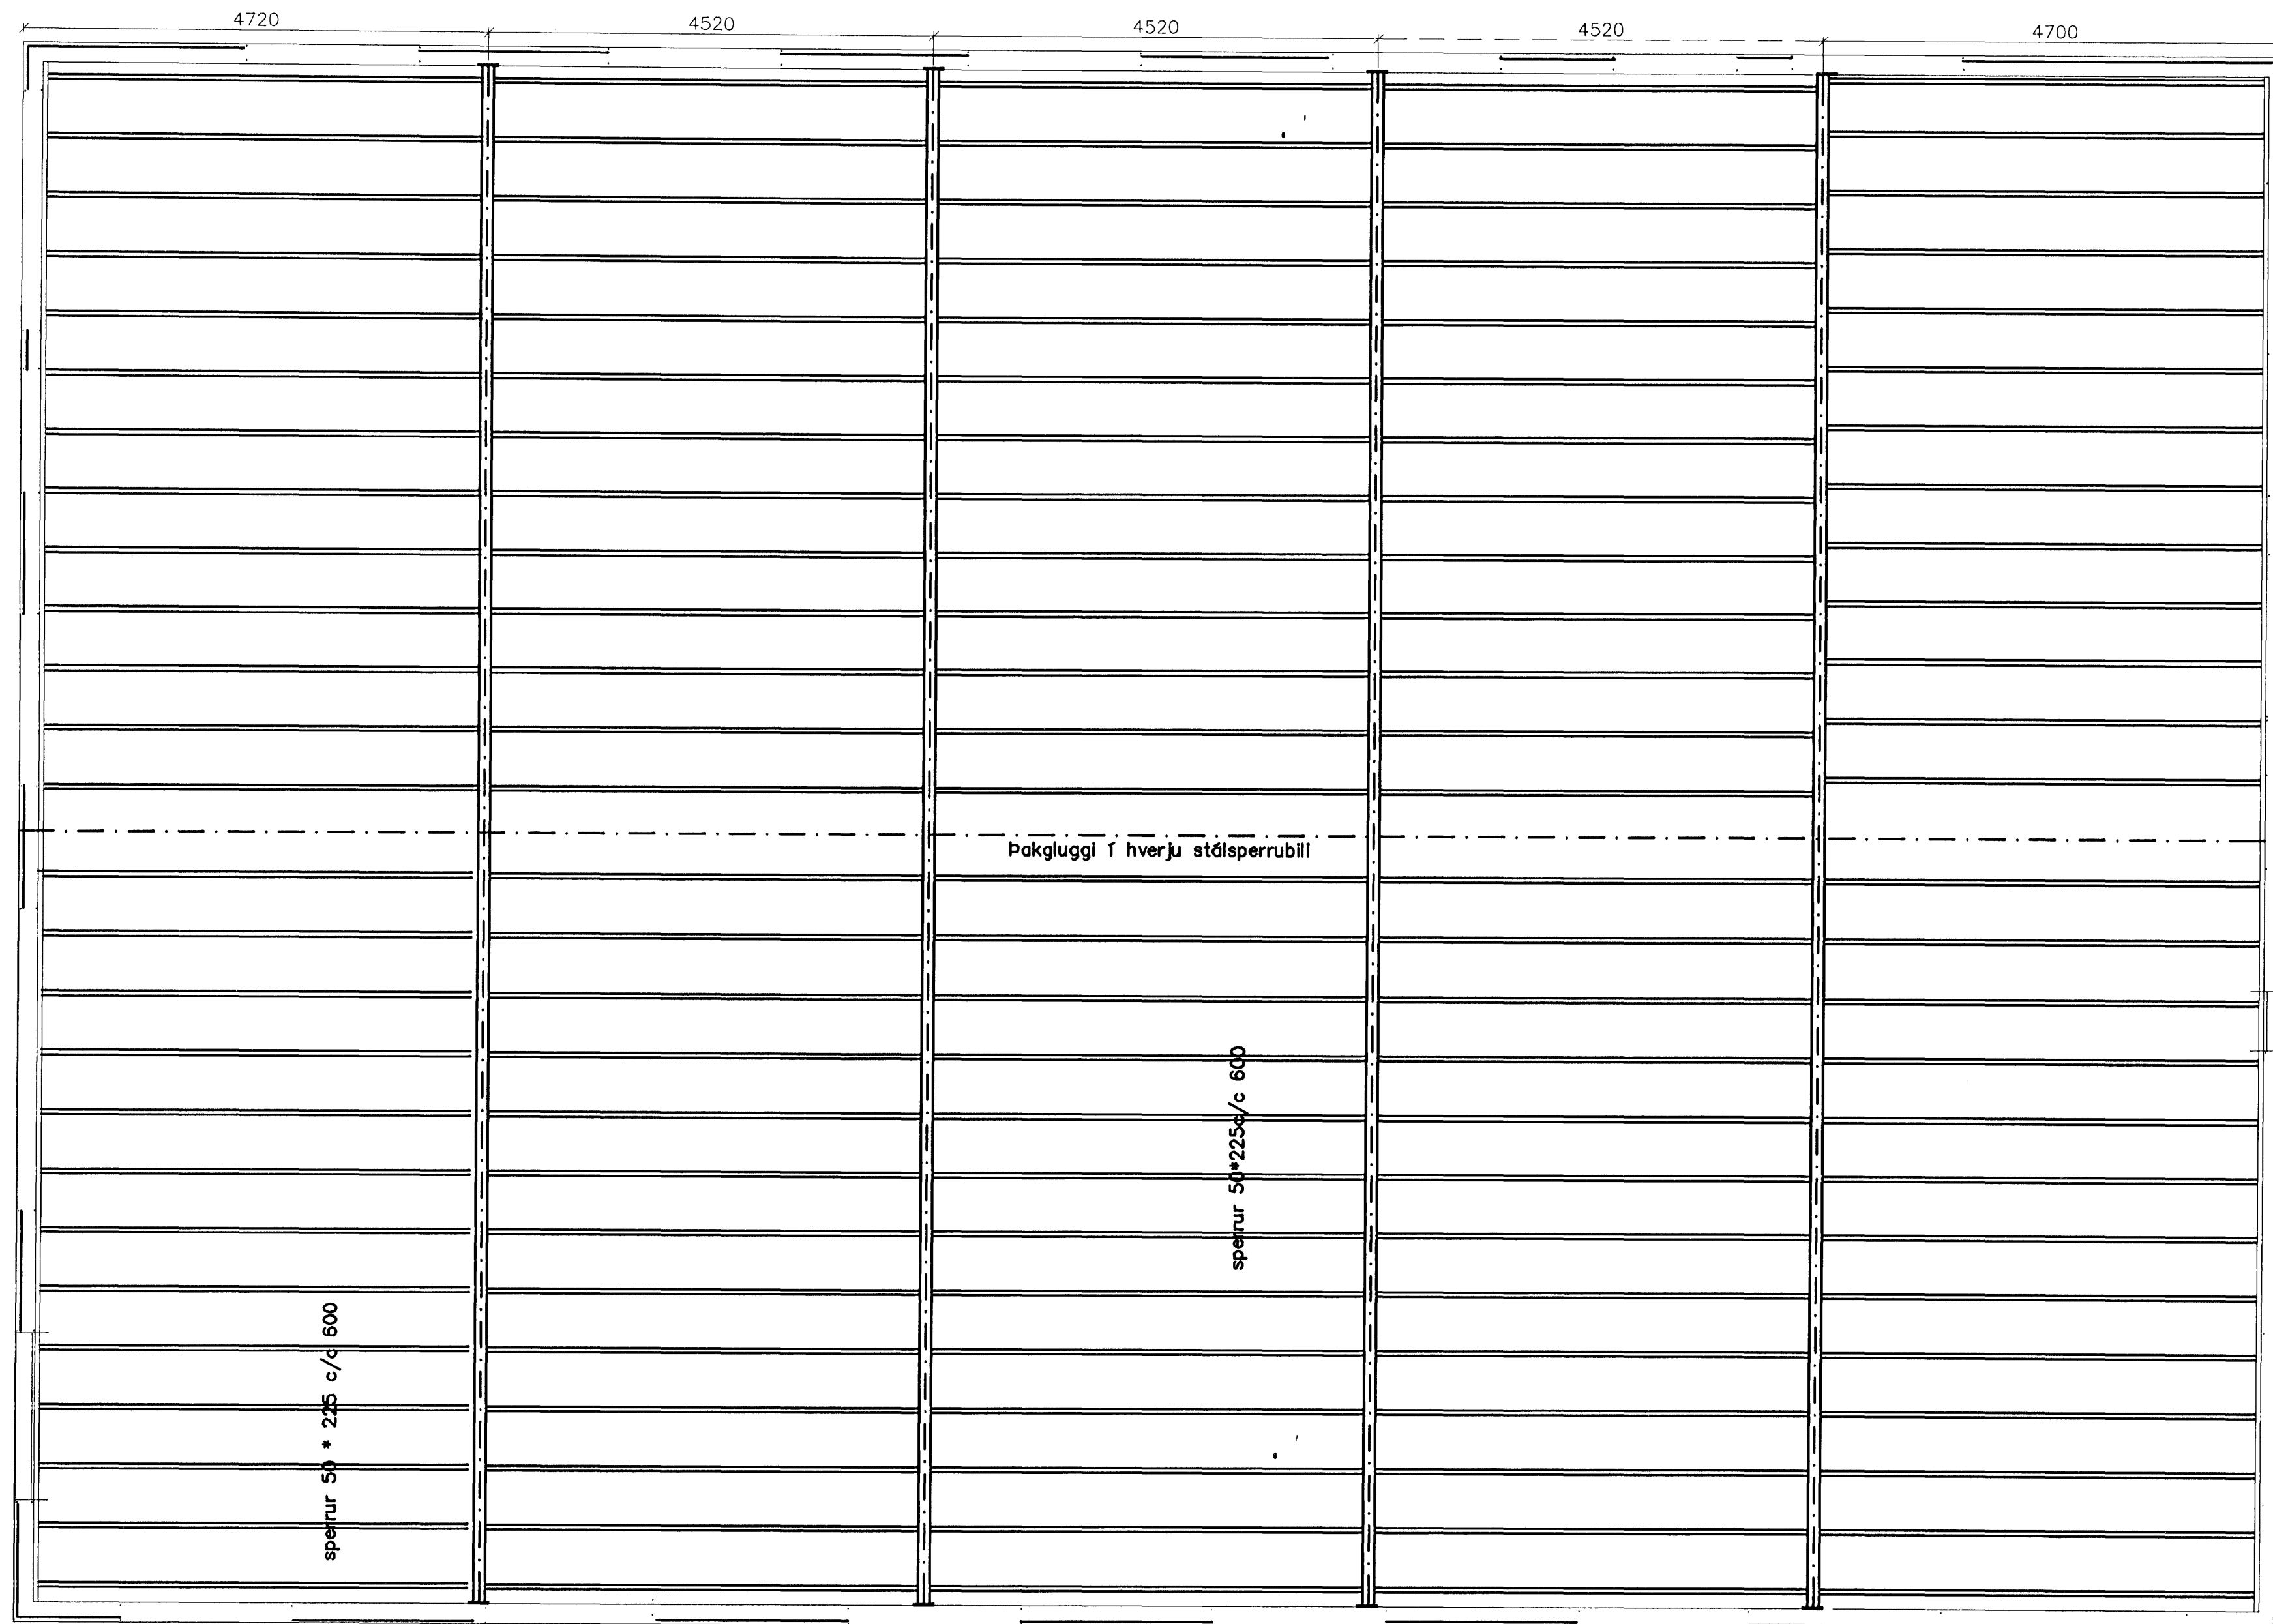 4720
4520
4520
4520
4700
Þakgluggi í hverju stálsperrubili
sperrur 50*225c/c 600
sperrur 50 * 225 c/c 600